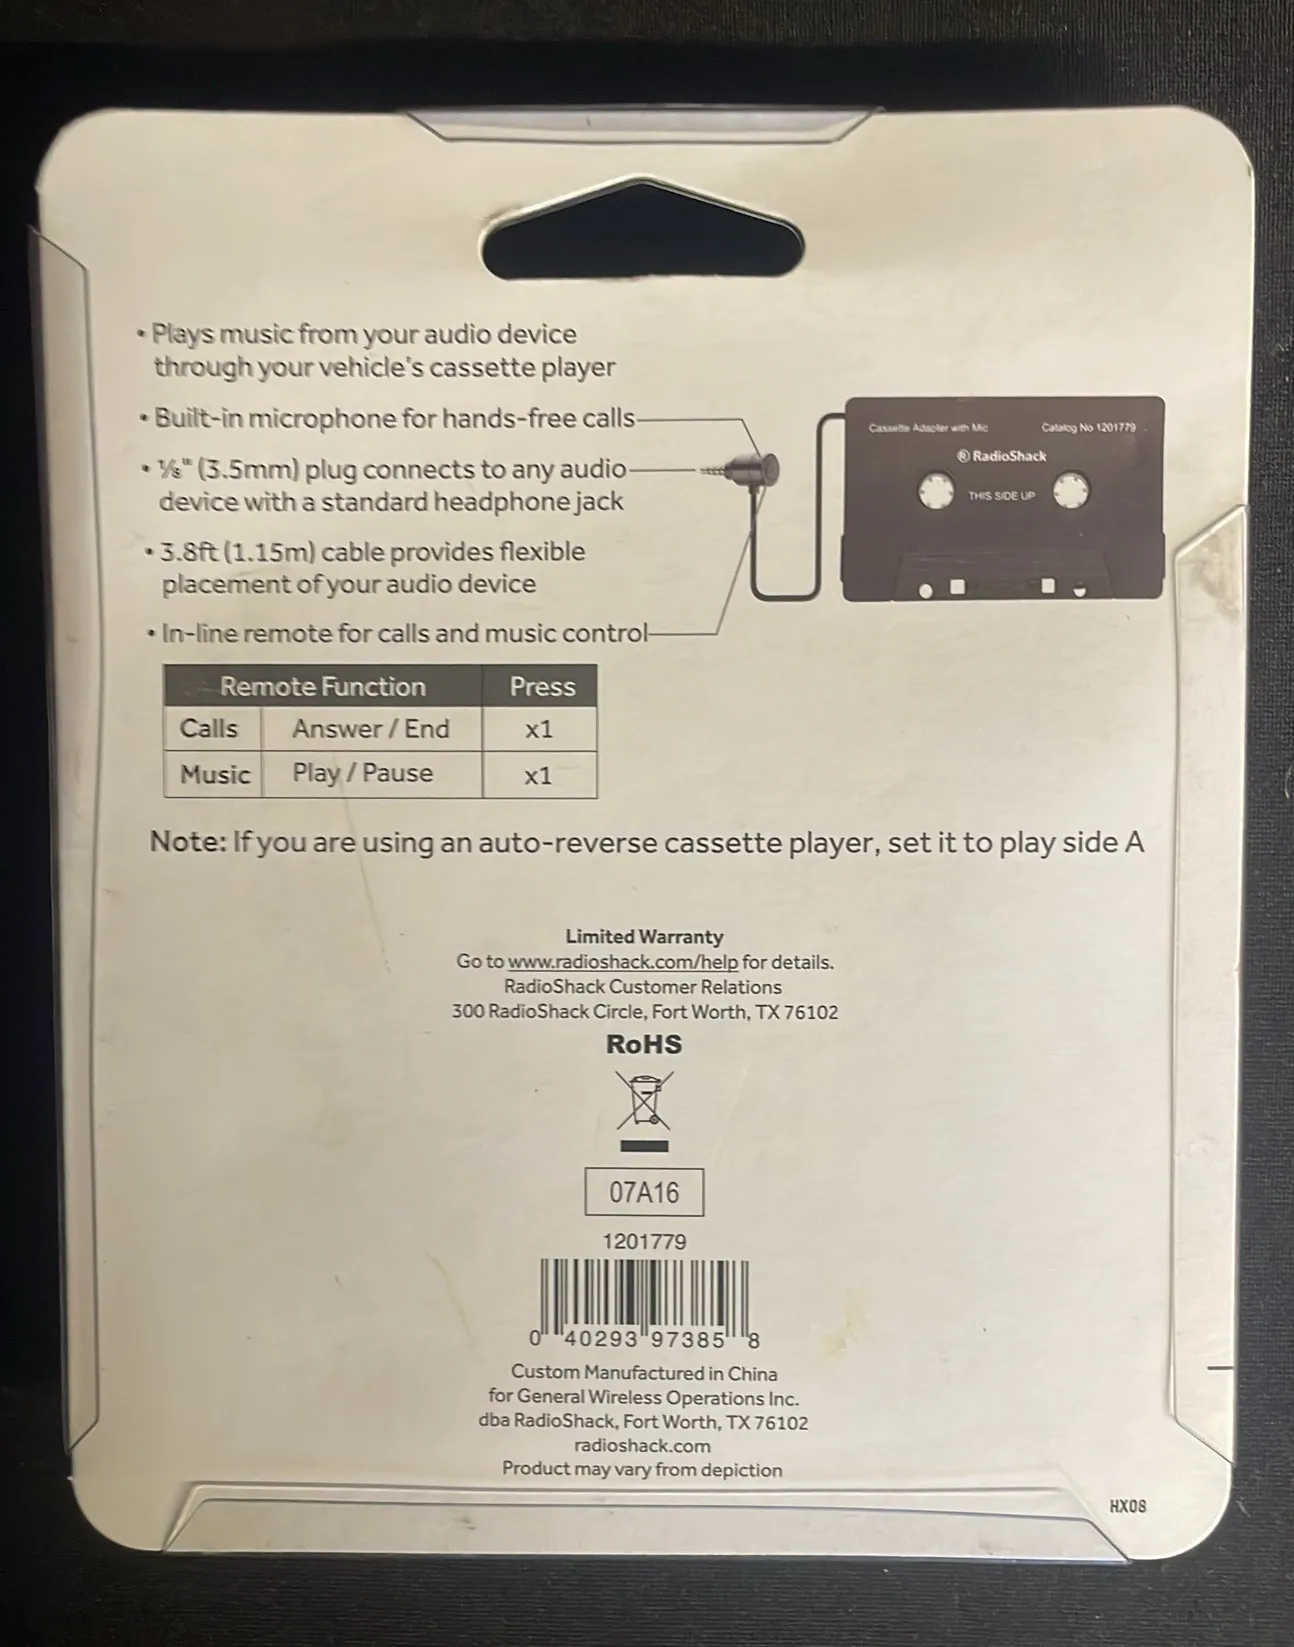 • Plays music from your audio device
through your vehicle's cassette player
• Built-in microphone for hands-free calls
• ⅛" (3.5mm) plug connects to any audio
device with a standard headphone jack
• 3.8ft (1.15m) cable provides flexible
placement of your audio device
• In-line remote for calls and music control
Cassette Adapter with Mic Catalog No 1201779
® RadioShack
THIS SIDE UP
Remote Function Press
Calls Answer / End x1
Music Play / Pause x1
Note: If you are using an auto-reverse cassette player, set it to play side A
Limited Warranty
Go to www.radioshack.com/help for details.
RadioShack Customer Relations
300 RadioShack Circle, Fort Worth, TX 76102
RoHS
07A16
1201779
0 40293 97385 8
Custom Manufactured in China
for General Wireless Operations Inc.
dba RadioShack, Fort Worth, TX 76102
radioshack.com
Product may vary from depiction
HX08